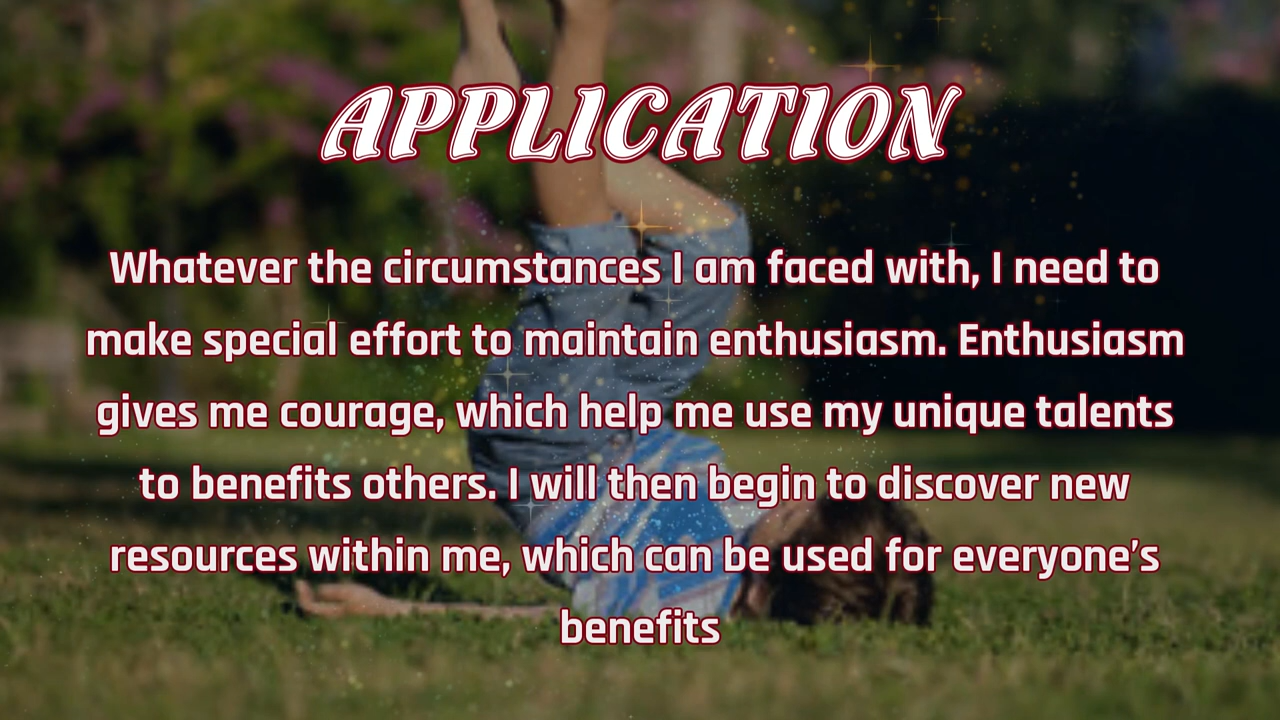 APPLICATION
Whatever the circumstances I am faced with, I need to
make special effort to maintain enthusiasm. Enthusiasm
gives me courage, which help me use my unique talents
to benefits others. I will then begin to discover new
resources within me, which can be used for everyone’s
benefits